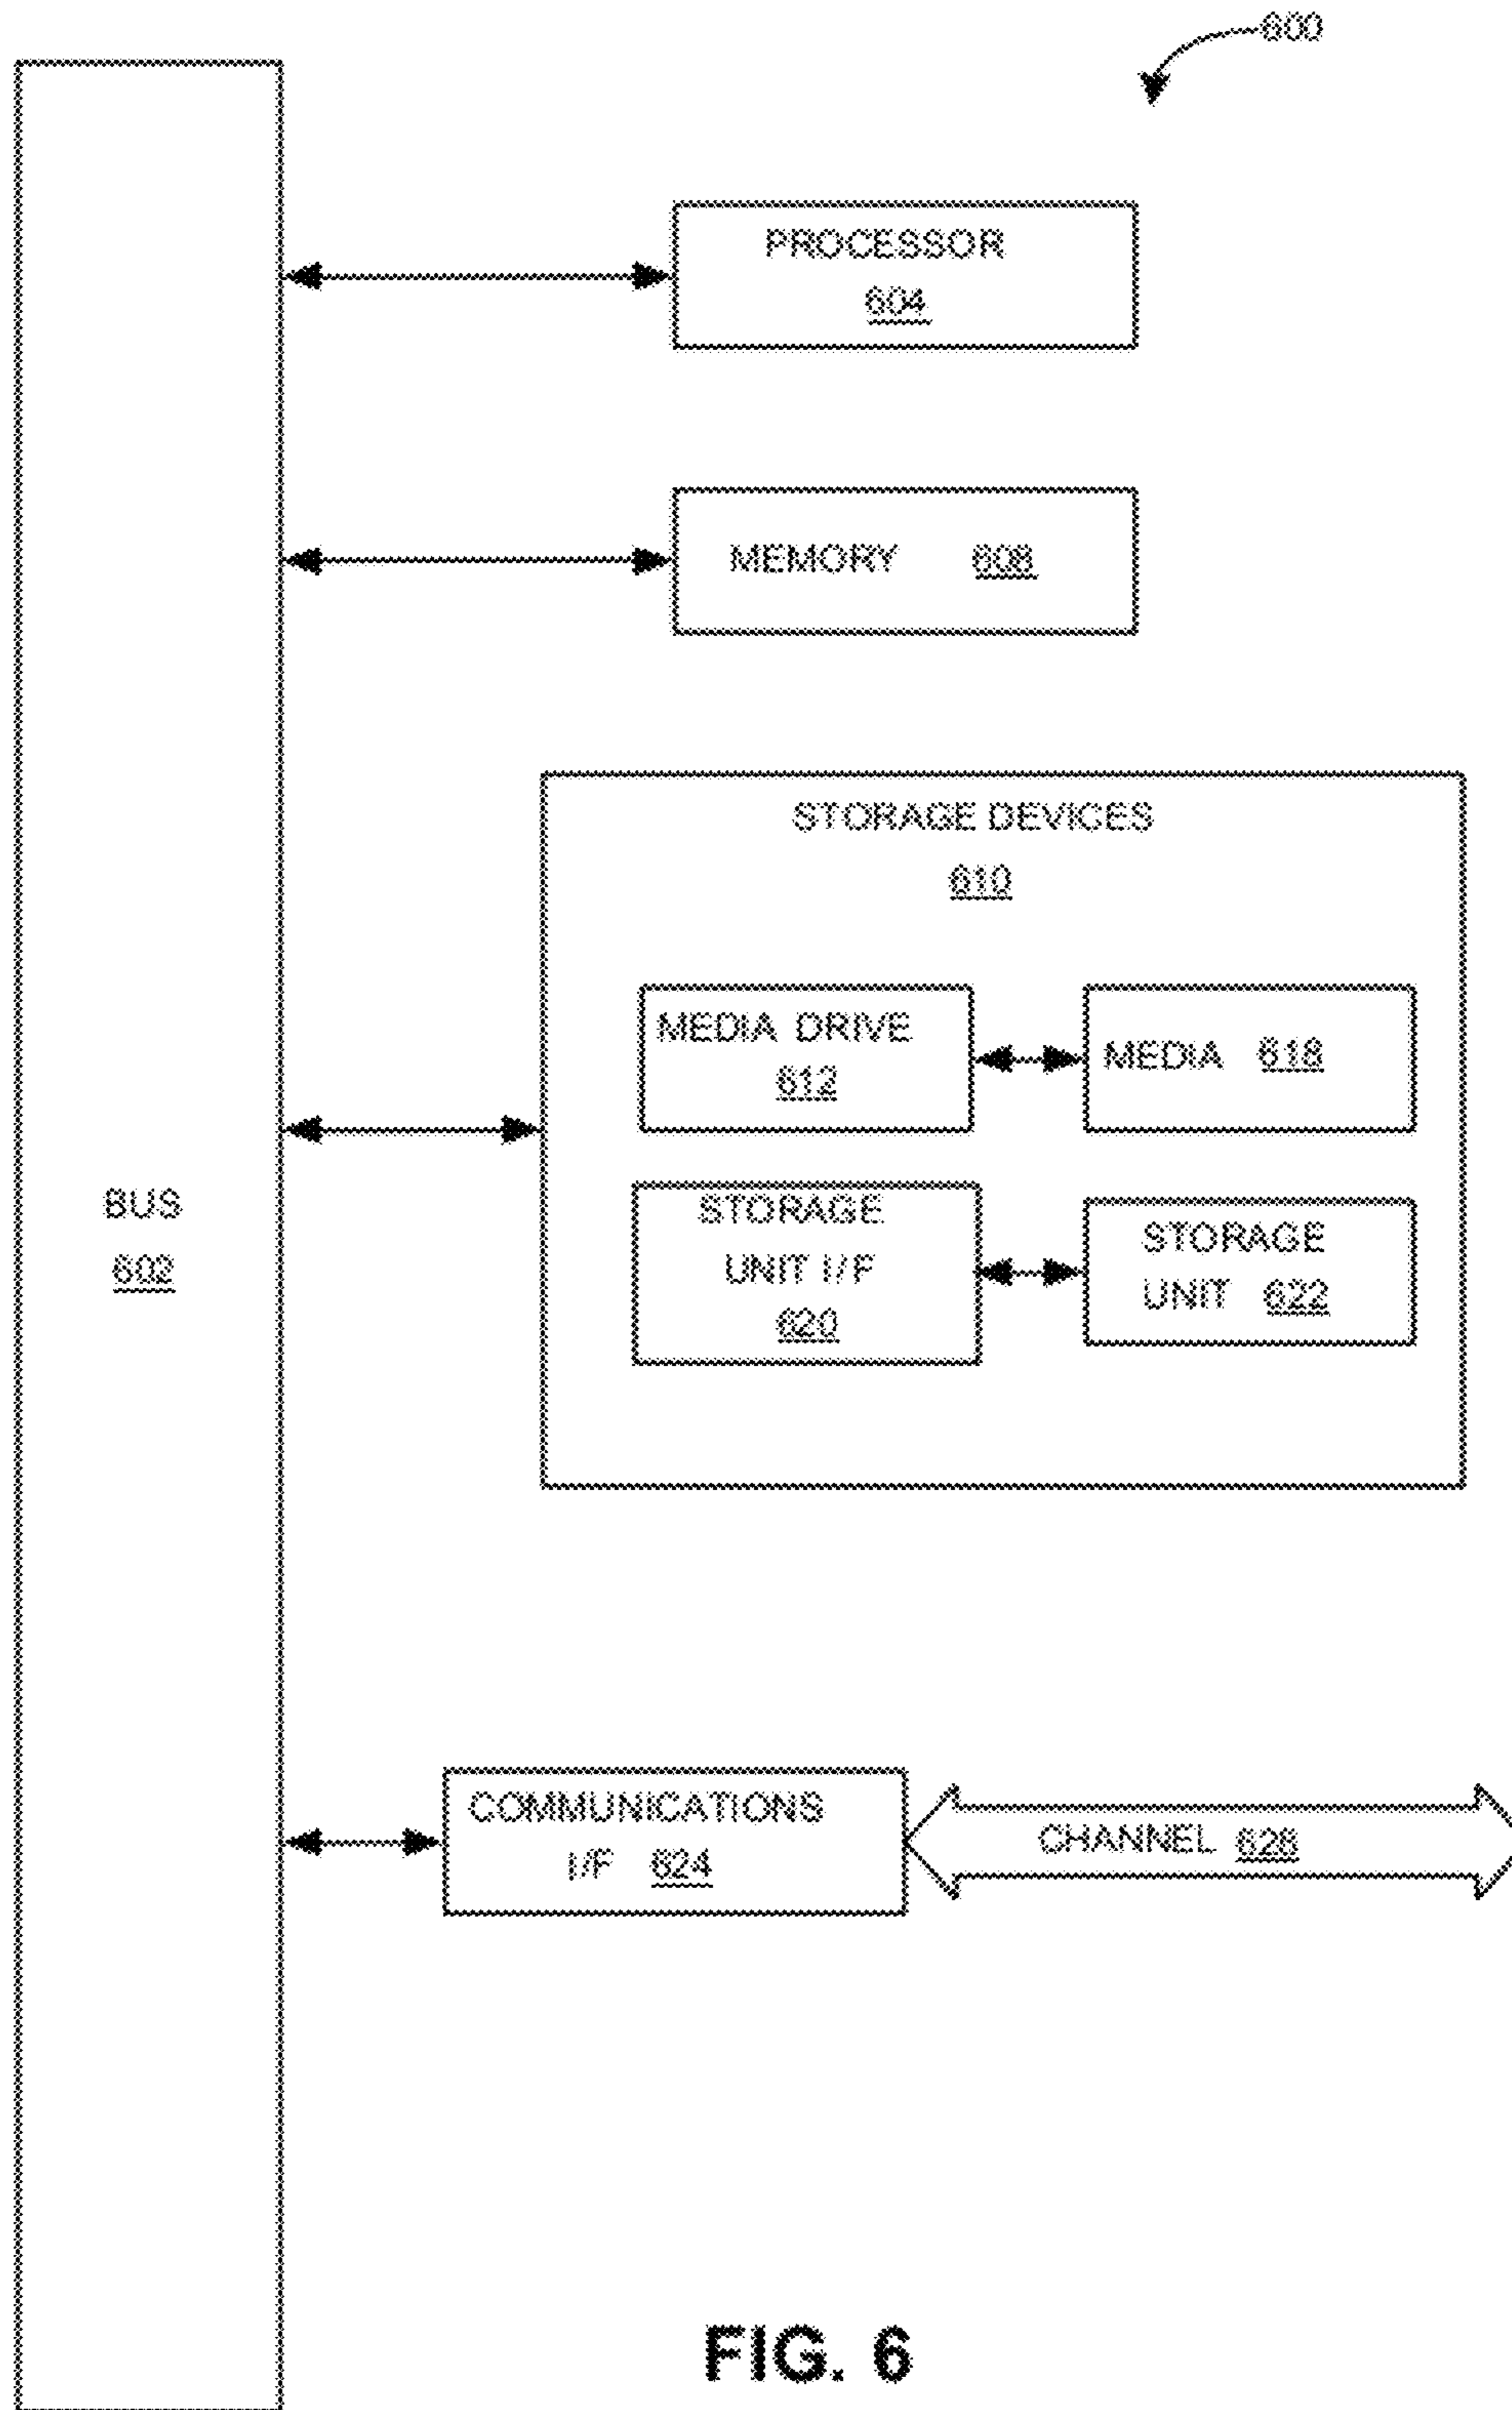 600
PROCESSOR
604
MEMORY 608
STORAGE DEVICES
610
MEDIA DRIVE
612
MEDIA 618
BUS
602
STORAGE
UNIT I/F
620
STORAGE
UNIT 622
COMMUNICATIONS
I/F 624
CHANNEL 628
FIG. 6